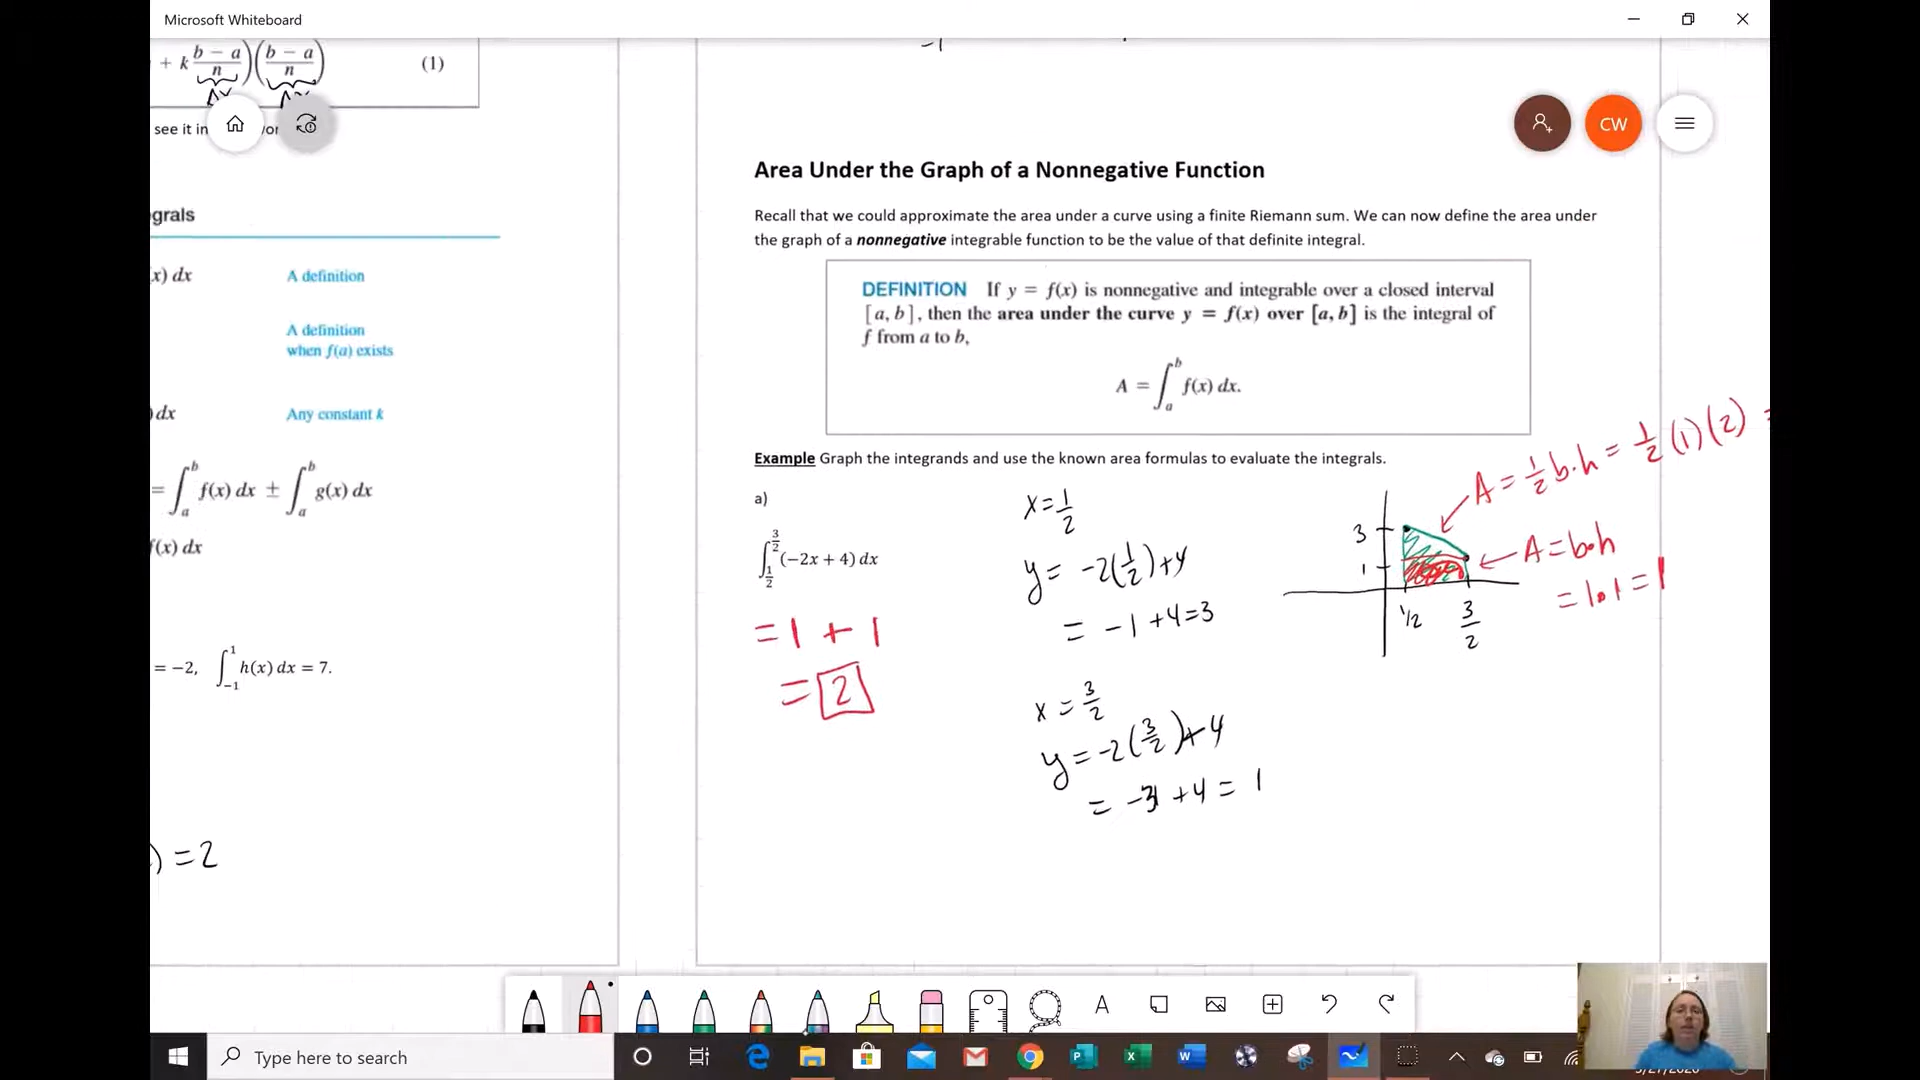 Microsoft Whiteboard
+ k b − a / n ) ( b − a / n ) (1)
see it in
grals
x) dx A definition
A definition
when f(a) exists
) dx Any constant k
= ∫_a^b f(x) dx ± ∫_a^b g(x) dx
f(x) dx
= −2, ∫_{−1}^1 h(x) dx = 7.
) = 2
−1
CW
Area Under the Graph of a Nonnegative Function
Recall that we could approximate the area under a curve using a finite Riemann sum. We can now define the area under
the graph of a nonnegative integrable function to be the value of that definite integral.
DEFINITION If y = f(x) is nonnegative and integrable over a closed interval
[a, b], then the area under the curve y = f(x) over [a, b] is the integral of
f from a to b,
A = ∫_a^b f(x) dx.
Example Graph the integrands and use the known area formulas to evaluate the integrals.
a)
∫_{1/2}^{3/2} (−2x + 4) dx
= 1 + 1
= 2
x = 1/2
y = -2(1/2) + 4
= -1 + 4 = 3
x = 3/2
y = -2(3/2) + 4
= -3 + 4 = 1
3
1
1/2
3/2
A = 1/2 b·h = 1/2 (1)(2) =
A = b·h
= 1·1 = 1
A
Type here to search